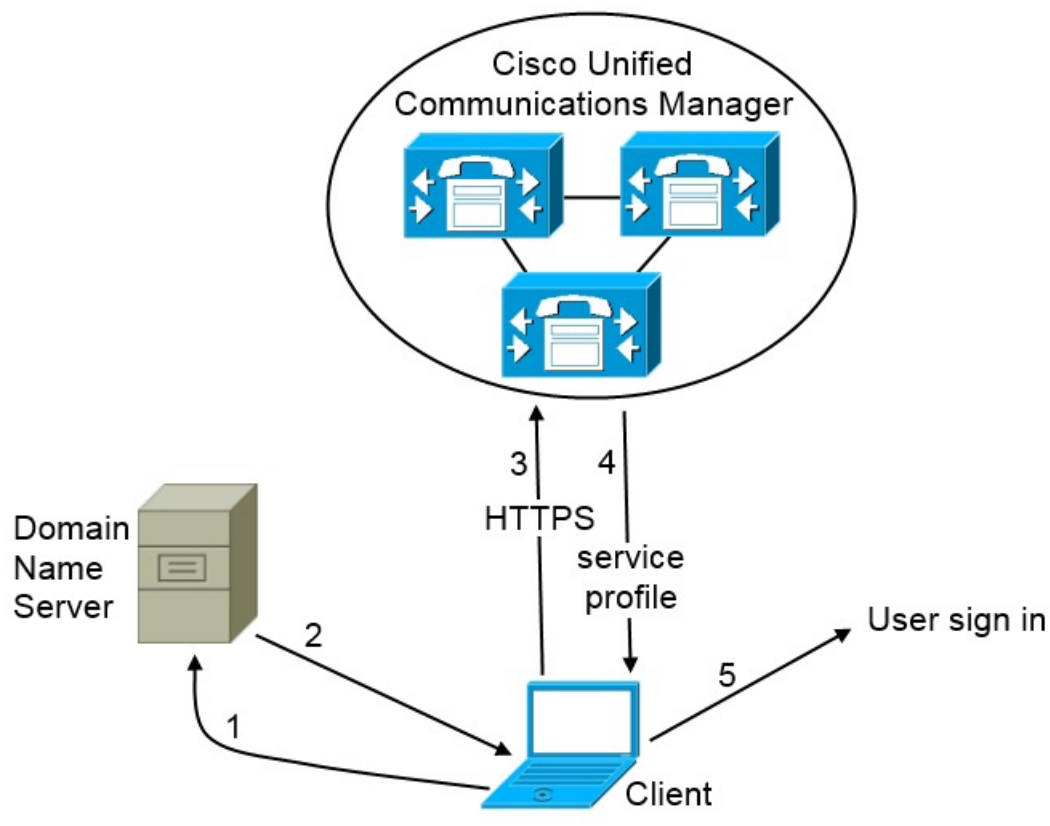 Cisco Unified
Communications Manager
3
4
HTTPS
service
profile
Domain
Name
Server
2
1
5
User sign in
Client